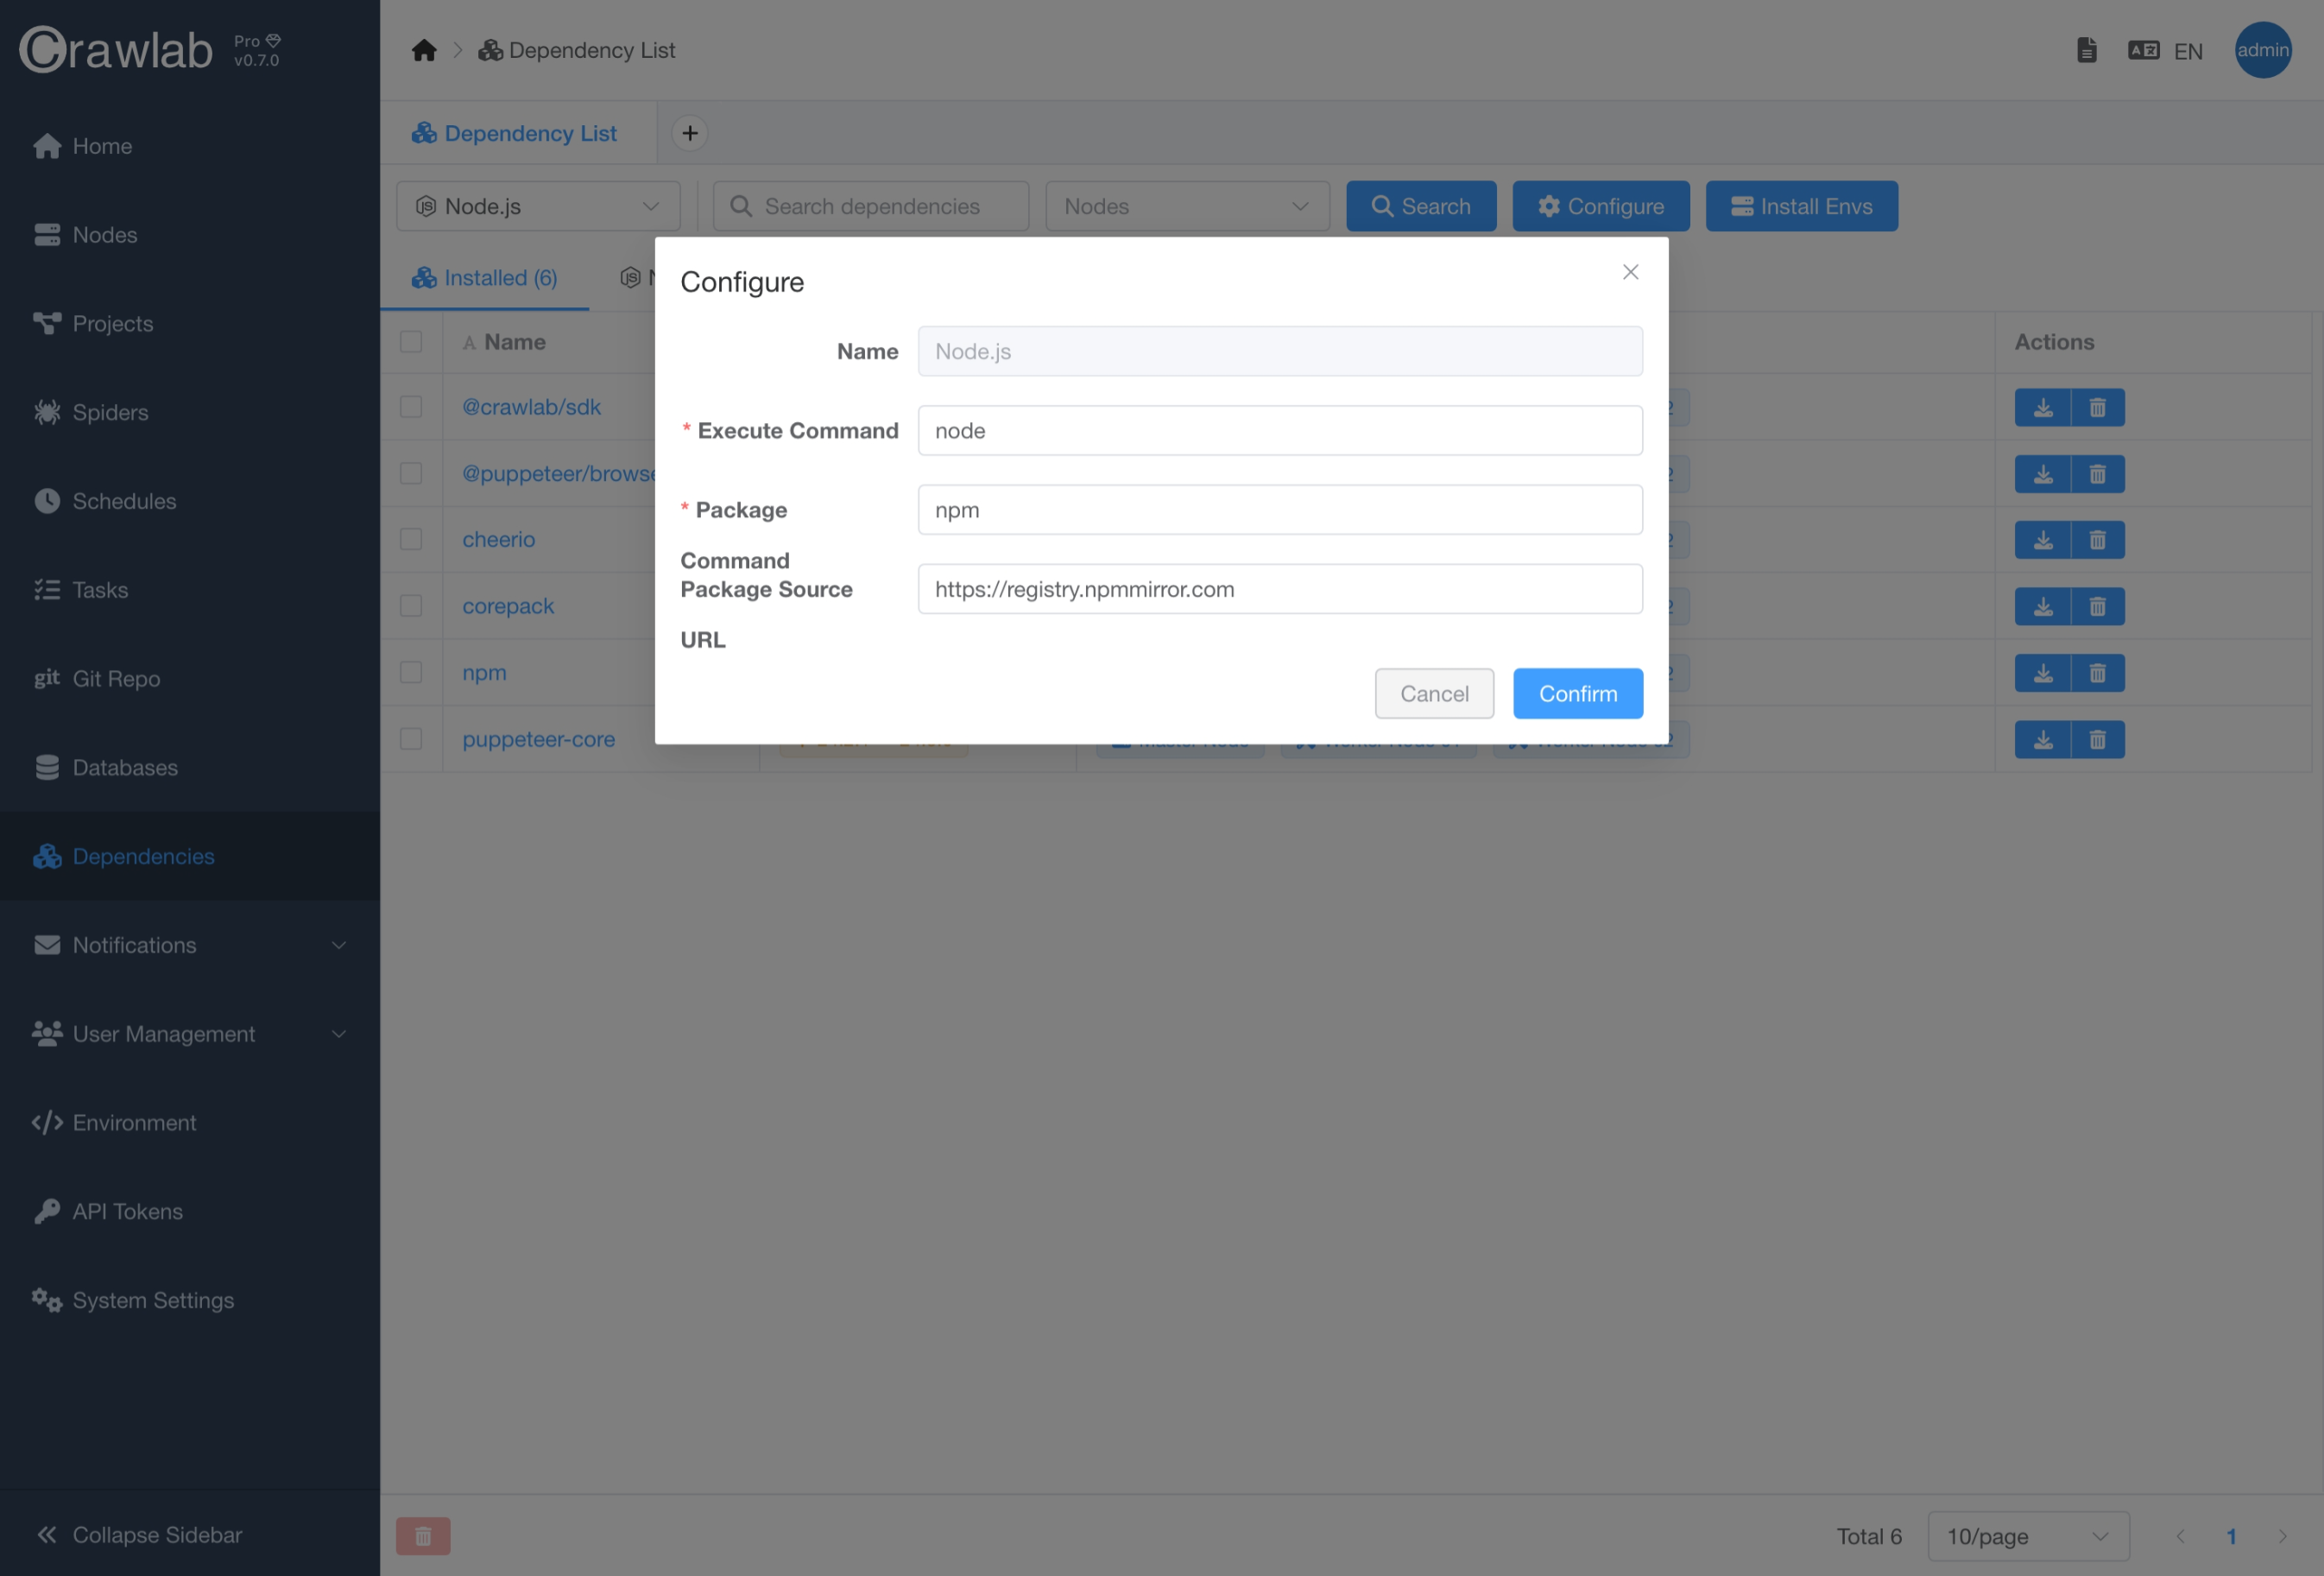 Crawlab
Pro
v0.7.0
Dependency List
EN
admin
Dependency List
Node.js
Search dependencies
Nodes
Search
Configure
Install Envs
Installed (6)
Name
Actions
@crawlab/sdk
@puppeteer/browse
cheerio
corepack
npm
puppeteer-core
Configure
Name
Node.js
* Execute Command
node
* Package
Command
npm
Package Source
URL
https://registry.npmmirror.com
Cancel
Confirm
Home
Nodes
Projects
Spiders
Schedules
Tasks
git Git Repo
Databases
Dependencies
Notifications
User Management
Environment
API Tokens
System Settings
Collapse Sidebar
Total 6
10/page
1